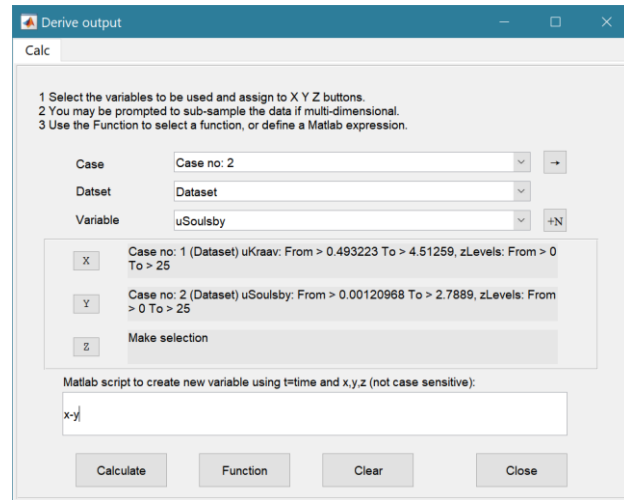 Derive output
Calc
1 Select the variables to be used and assign to X Y Z buttons.
2 You may be prompted to sub-sample the data if multi-dimensional.
3 Use the Function to select a function, or define a Matlab expression.
Case Case no: 2 →
Datset Dataset
Variable uSoulsby +N
X Case no: 1 (Dataset) uKraav: From > 0.493223 To > 4.51259, zLevels: From > 0
To > 25
Y Case no: 2 (Dataset) uSoulsby: From > 0.00120968 To > 2.7889, zLevels: From
> 0 To > 25
Z Make selection
Matlab script to create new variable using t=time and x,y,z (not case sensitive):
x-y
Calculate Function Clear Close